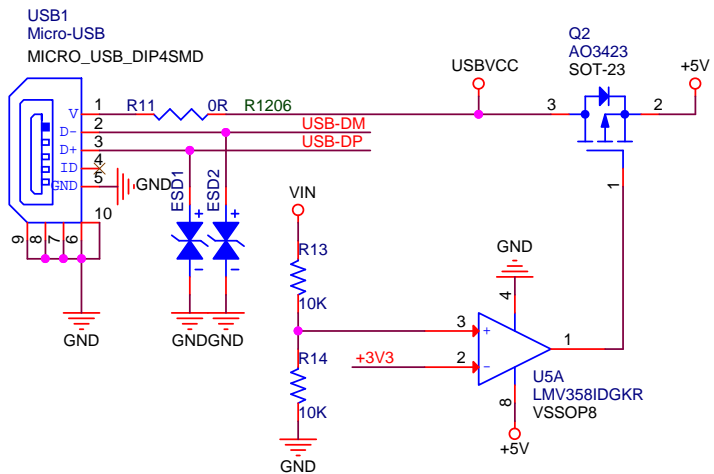 USB1
Micro-USB
MICRO_USB_DIP4SMD
V
D-
D+
ID
GND
1
2
3
4
5
10
9
8
7
6
GND
GND
R11
0R
R1206
USB-DM
USB-DP
USBVCC
Q2
AO3423
SOT-23
3
2
1
+5V
ESD1
ESD2
+
-
+
-
GND
GND
VIN
R13
10K
R14
10K
GND
+3V3
GND
4
3
+
2
-
1
8
U5A
LMV358IDGKR
VSSOP8
+5V